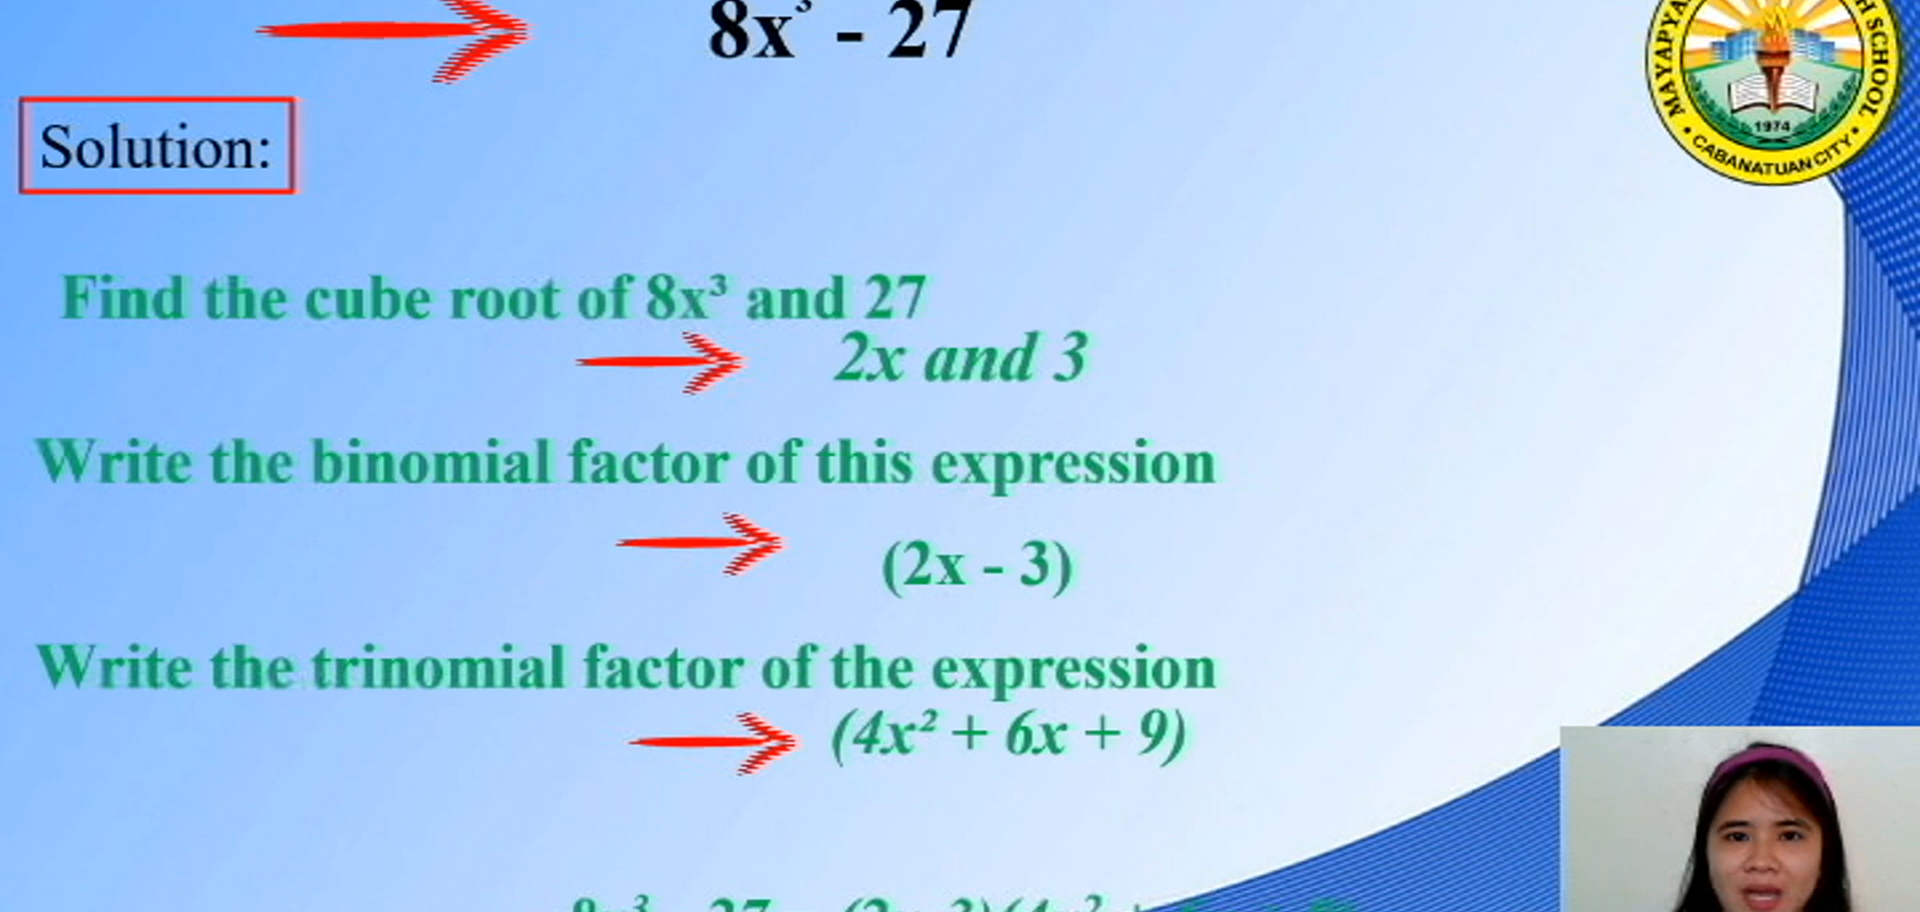 8x³ - 27
Solution:
Find the cube root of 8x³ and 27
2x and 3
Write the binomial factor of this expression
(2x - 3)
Write the trinomial factor of the expression
(4x² + 6x + 9)
SCHOOL
1974
• CABANATUAN CITY •